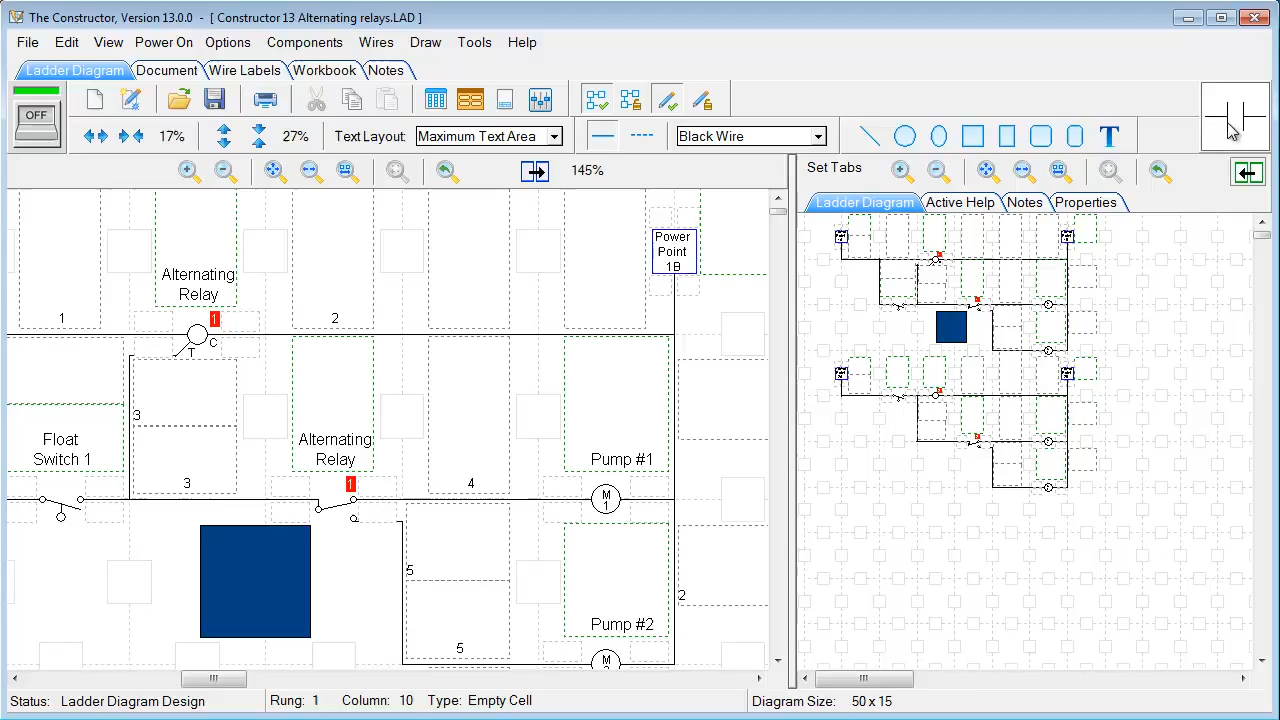 The Constructor, Version 13.0.0 - [ Constructor 13 Alternating relays.LAD ]
File Edit View Power On Options Components Wires Draw Tools Help
Ladder Diagram Document Wire Labels Workbook Notes
OFF
17% 27% Text Layout: Maximum Text Area Black Wire T
145%
Set Tabs
Ladder Diagram Active Help Notes Properties
Power
Point
1B
Alternating
Relay
1 2
1
C
T
3
Float
Switch 1
Alternating
Relay
Pump #1
3 1 4
M
1
5
2
Pump #2
5
M
Status: Ladder Diagram Design Rung: 1 Column: 10 Type: Empty Cell Diagram Size: 50 x 15